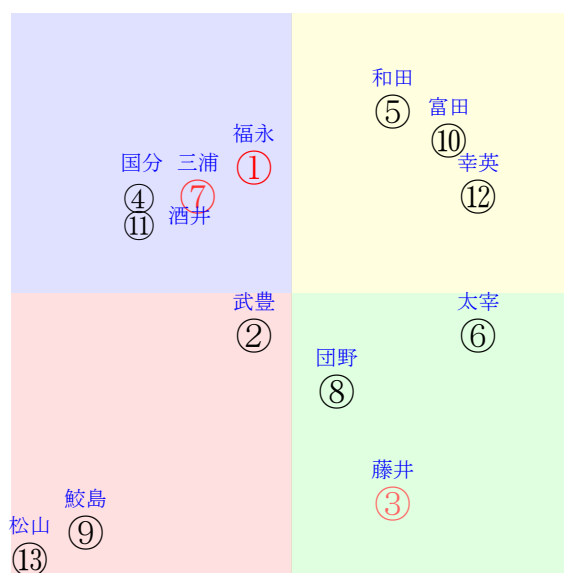 和田
⑤
富田
⑩
福永
①
国分
④
三浦
⑦
幸英
⑫
酒井
⑪
武豊
②
太宰
⑥
団野
⑧
藤井
③
鮫島
⑨
松山
⑬